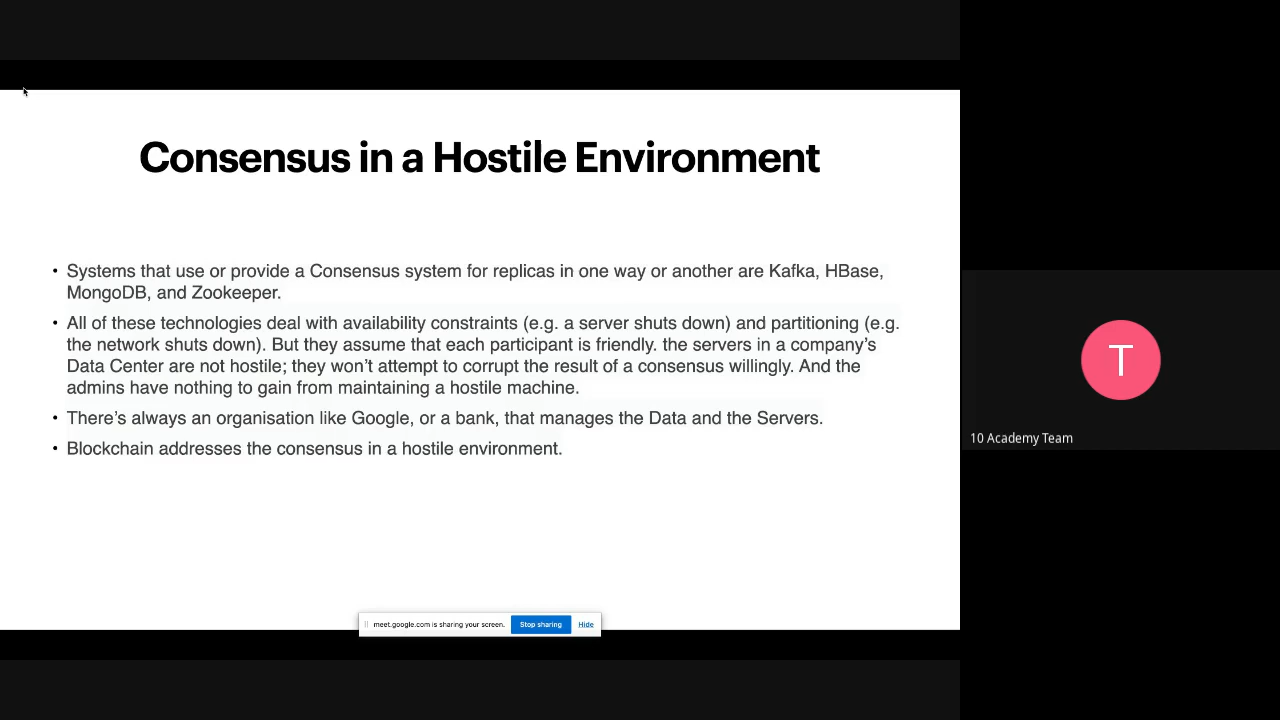 Consensus in a Hostile Environment
• Systems that use or provide a Consensus system for replicas in one way or another are Kafka, HBase,
MongoDB, and Zookeeper.
• All of these technologies deal with availability constraints (e.g. a server shuts down) and partitioning (e.g.
the network shuts down). But they assume that each participant is friendly. the servers in a company’s
Data Center are not hostile; they won’t attempt to corrupt the result of a consensus willingly. And the
admins have nothing to gain from maintaining a hostile machine.
• There’s always an organisation like Google, or a bank, that manages the Data and the Servers.
• Blockchain addresses the consensus in a hostile environment.
meet.google.com is sharing your screen. Stop sharing Hide
T
10 Academy Team